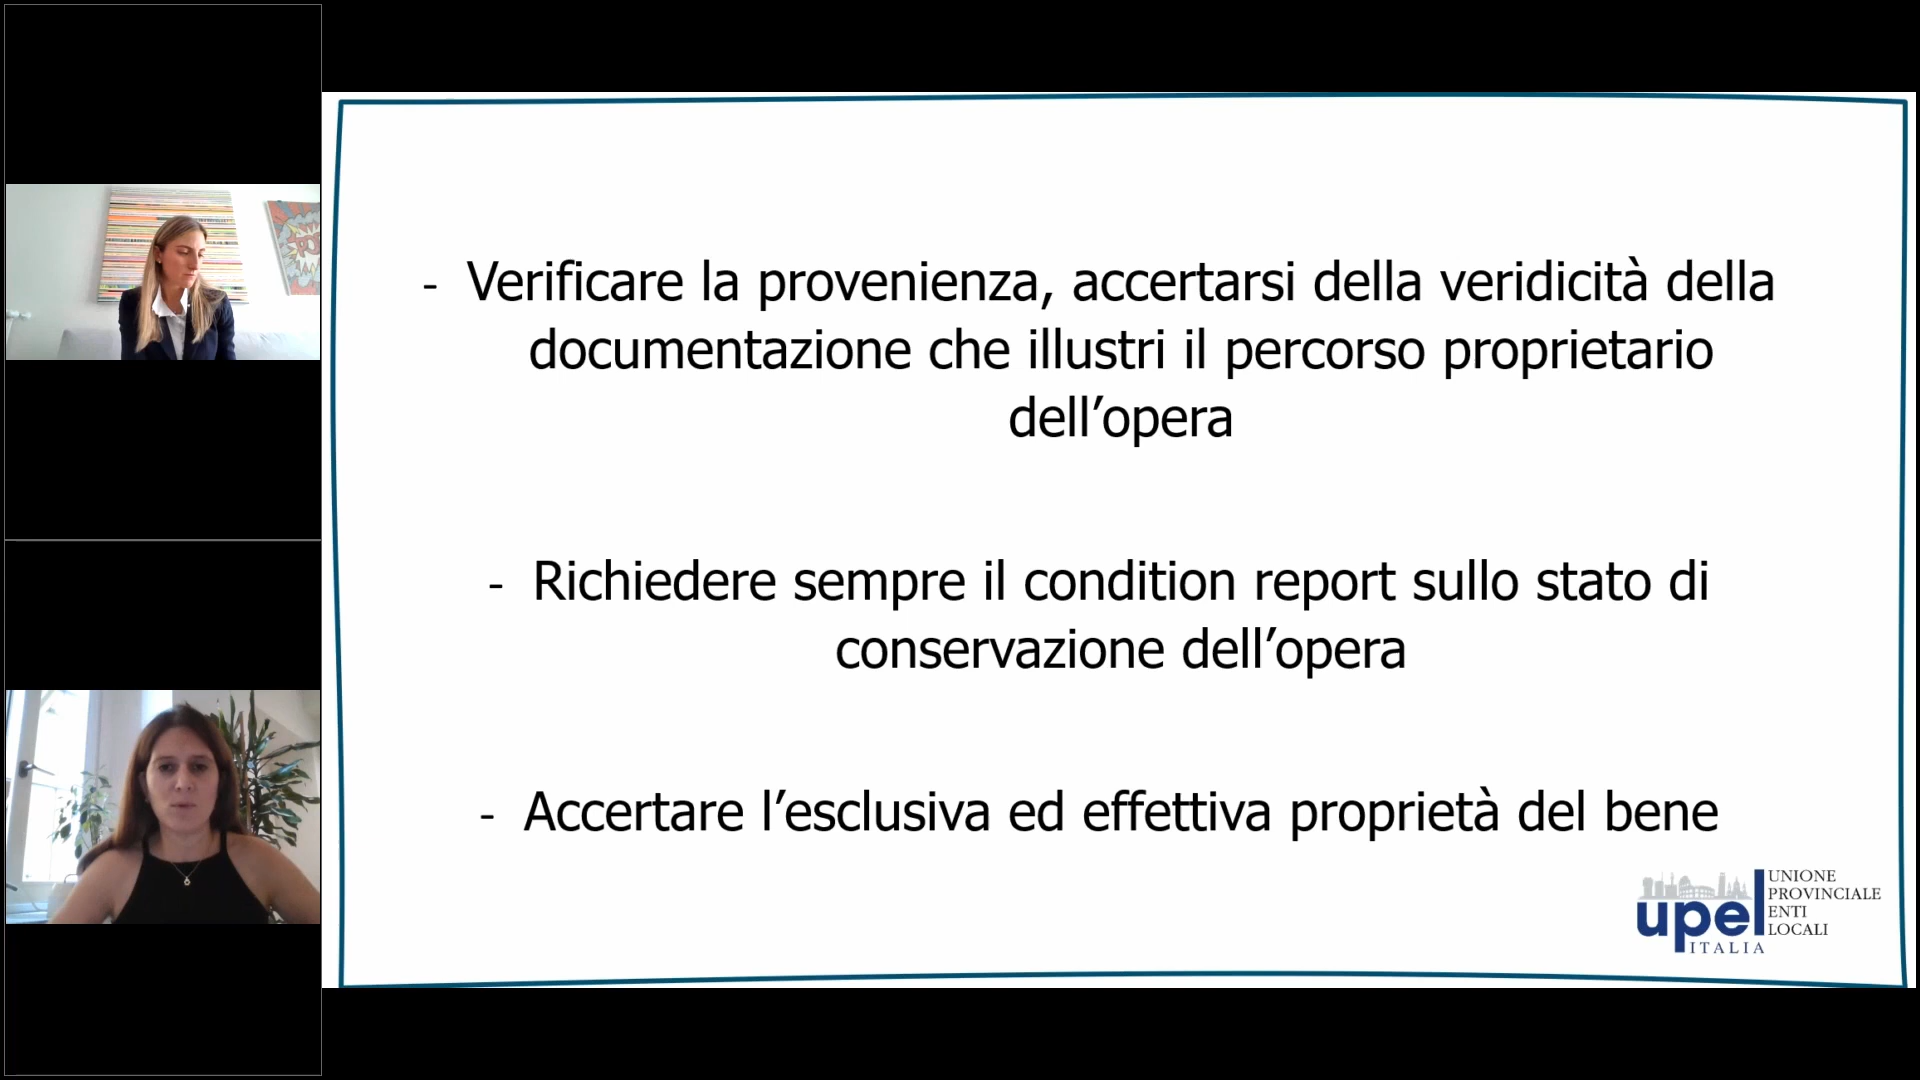 - Verificare la provenienza, accertarsi della veridicità della
documentazione che illustri il percorso proprietario
dell’opera
- Richiedere sempre il condition report sullo stato di
conservazione dell’opera
- Accertare l’esclusiva ed effettiva proprietà del bene
upel
ITALIA
UNIONE
PROVINCIALE
ENTI
LOCALI